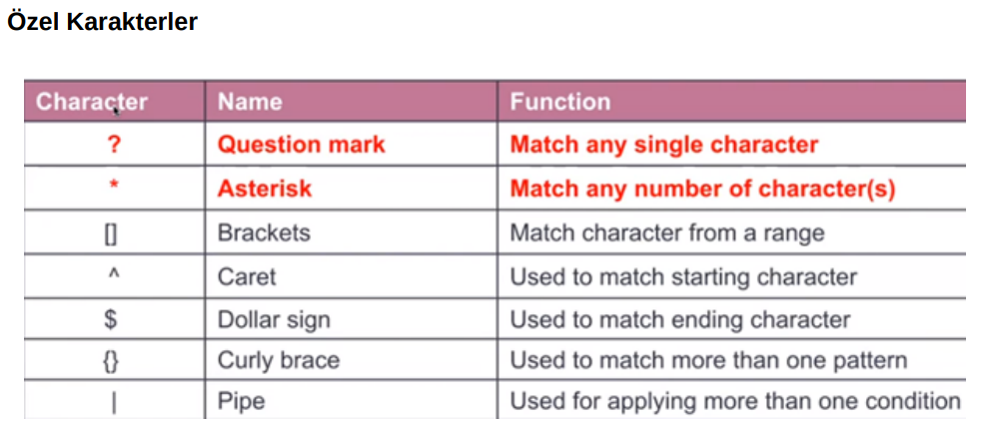 Özel Karakterler
Character Name Function
? Question mark Match any single character
* Asterisk Match any number of character(s)
[] Brackets Match character from a range
^ Caret Used to match starting character
$ Dollar sign Used to match ending character
{} Curly brace Used to match more than one pattern
| Pipe Used for applying more than one condition